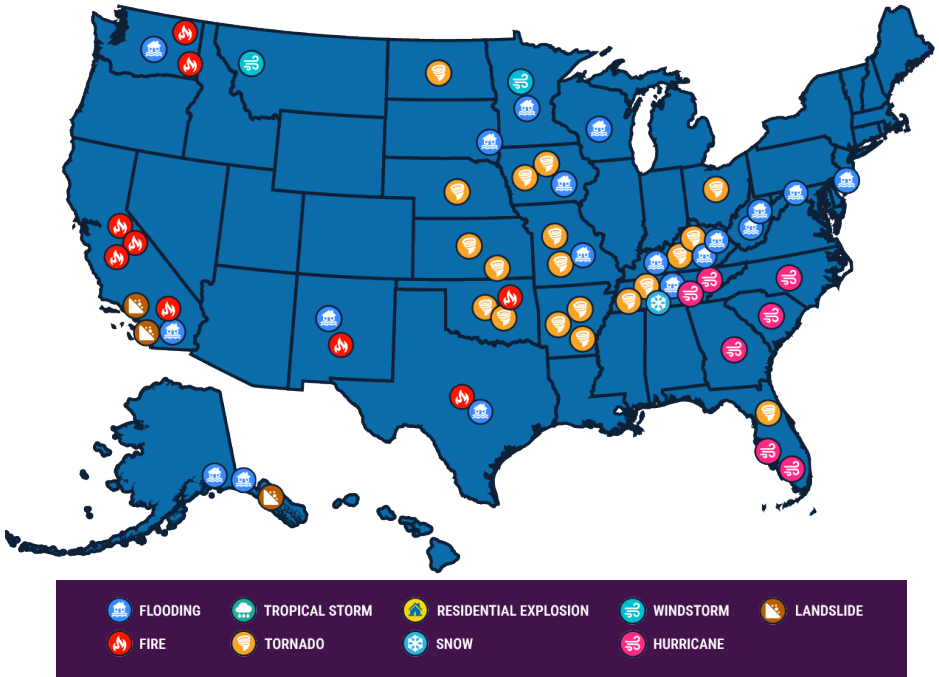 FLOODING TROPICAL STORM RESIDENTIAL EXPLOSION WINDSTORM LANDSLIDE
FIRE TORNADO SNOW HURRICANE